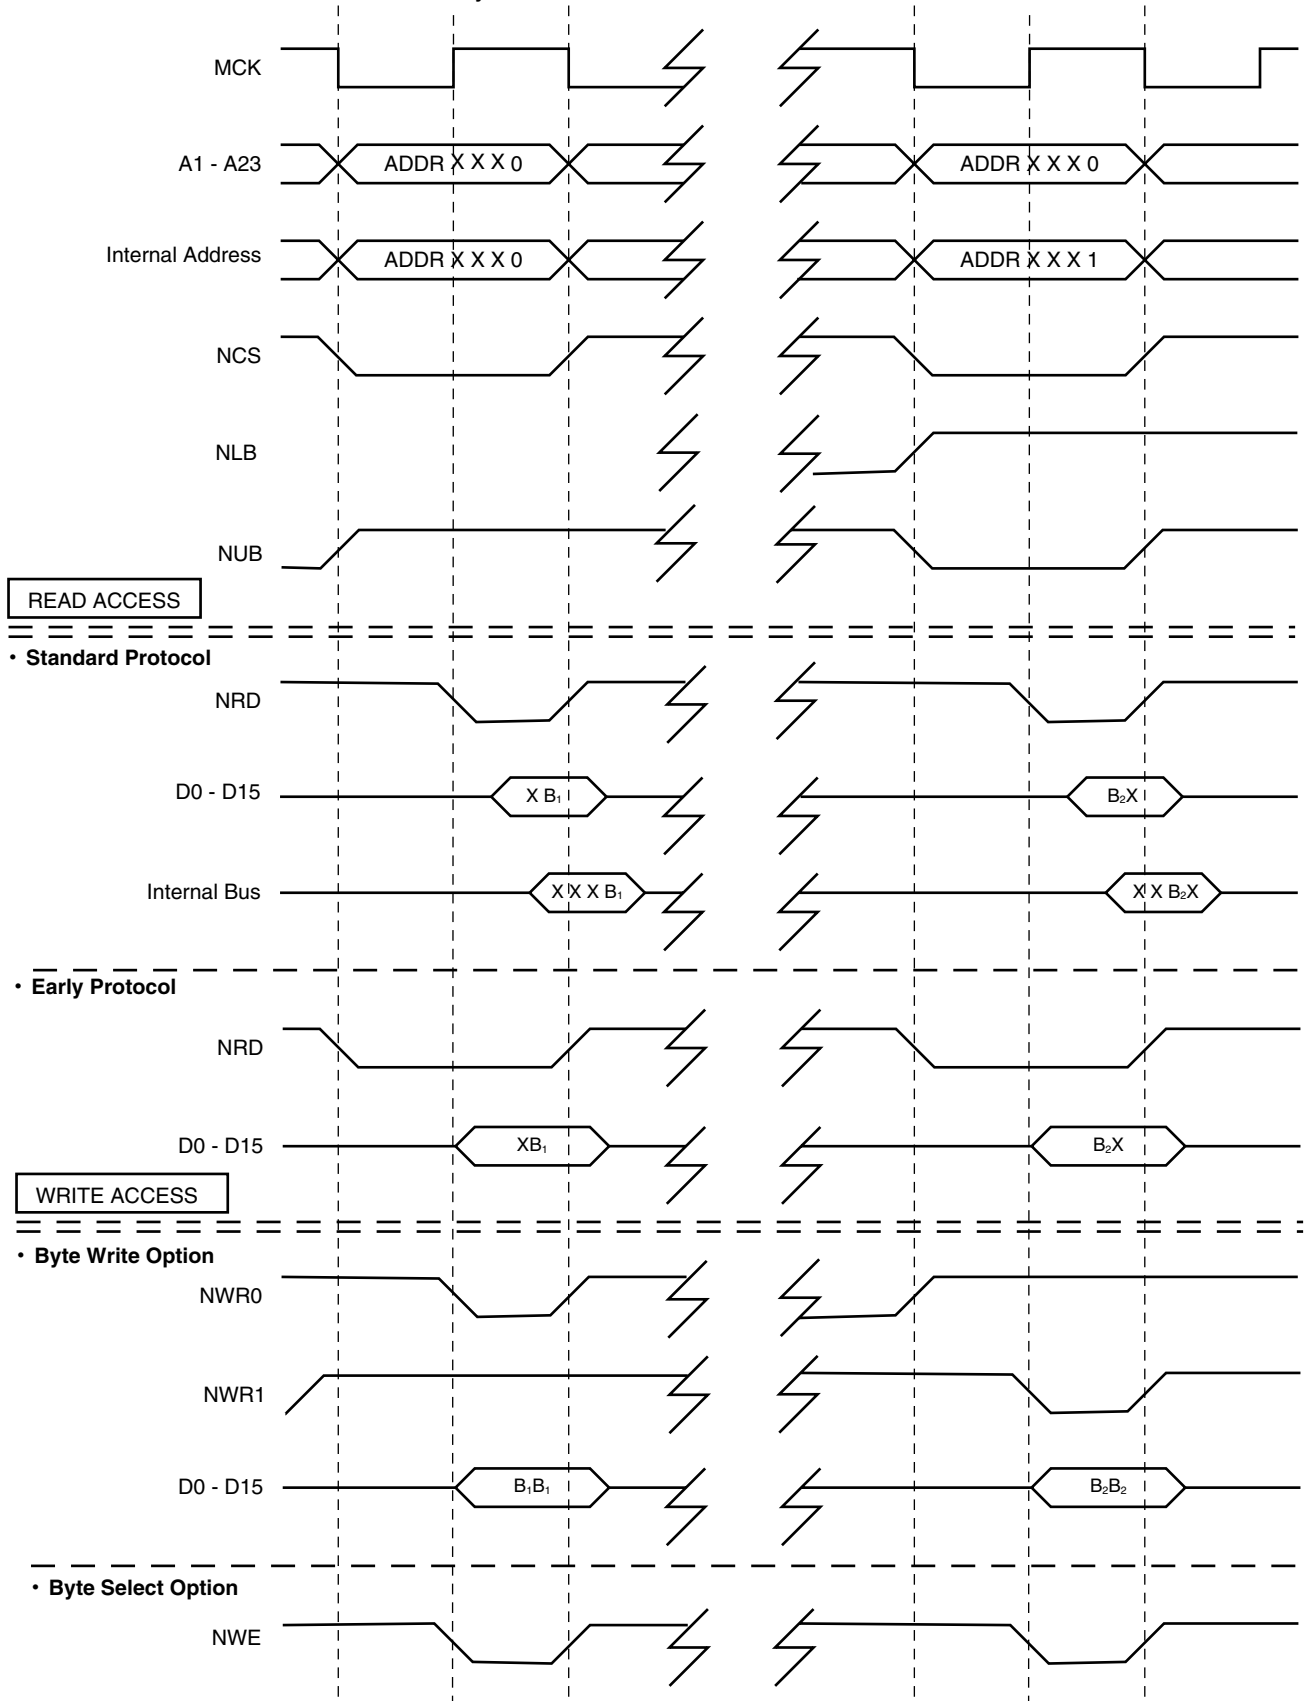 MCK
A1 - A23 ADDR X X X 0 ADDR X X X 0
Internal Address ADDR X X X 0 ADDR X X X 1
NCS
NLB
NUB
READ ACCESS
• Standard Protocol
NRD
D0 - D15 X B₁ B₂X
Internal Bus X X X B₁ X X B₂X
• Early Protocol
NRD
D0 - D15 XB₁ B₂X
WRITE ACCESS
• Byte Write Option
NWR0
NWR1
D0 - D15 B₁B₁ B₂B₂
• Byte Select Option
NWE